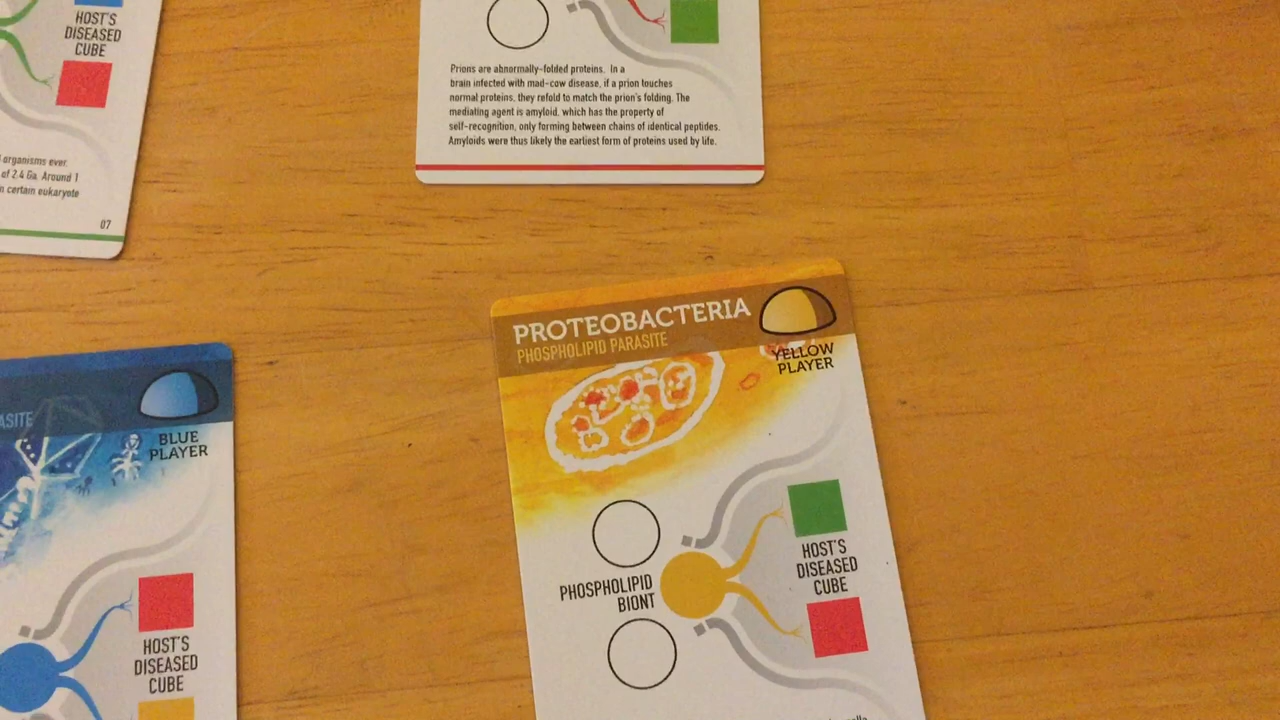 HOST'S
DISEASED
CUBE
organisms ever.
of 2.4 Ga. Around 1
certain eukaryote
07
Prions are abnormally-folded proteins. In a
brain infected with mad-cow disease, if a prion touches
normal proteins, they refold to match the prion's folding. The
mediating agent is amyloid, which has the property of
self-recognition, only forming between chains of identical peptides.
Amyloids were thus likely the earliest form of proteins used by life.
BLUE
PLAYER
HOST'S
DISEASED
CUBE
PROTEOBACTERIA
PHOSPHOLIPID PARASITE
YELLOW
PLAYER
PHOSPHOLIPID
BIONT
HOST'S
DISEASED
CUBE